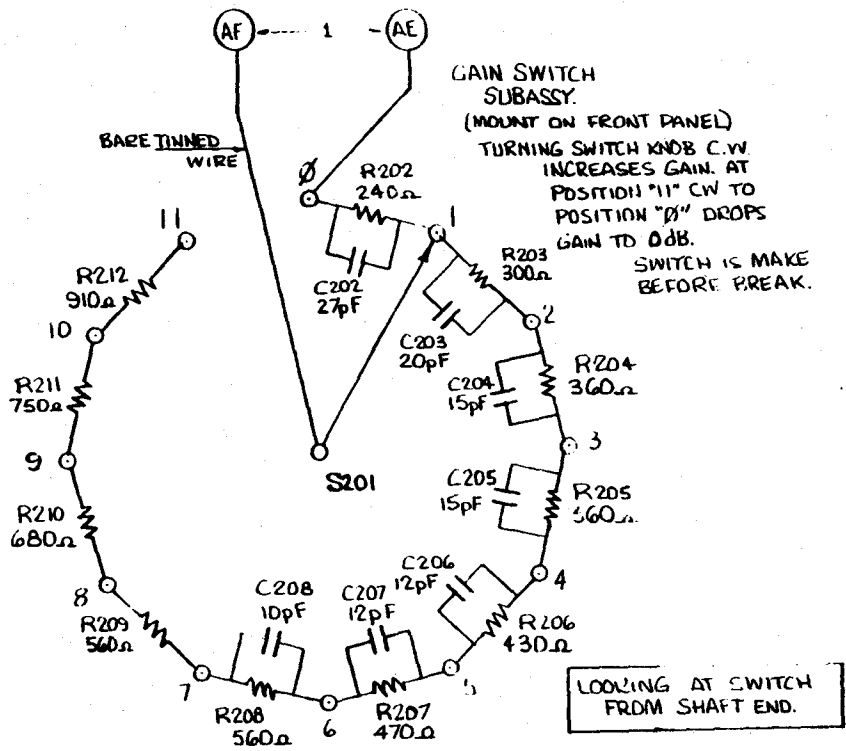 AF
1
AE
GAIN SWITCH
SUBASSY.
(MOUNT ON FRONT PANEL)
TURNING SWITCH KNOB C.W.
INCREASES GAIN. AT
POSITION "11" CW TO
POSITION "Ø" DROPS
GAIN TO 0dB.
SWITCH IS MAKE
BEFORE BREAK.
BARE TINNED
WIRE
Ø
R202
240Ω
C202
27pF
1
R203
300Ω
C203
20pF
2
R204
360Ω
C204
15pF
3
R205
C205
15pF
4
C206
12pF
R206
430Ω
5
C207
12pF
R207
470Ω
6
C208
10pF
R208
560Ω
7
R209
560Ω
8
R210
680Ω
9
R211
750Ω
10
R212
910Ω
11
S201
LOOKING AT SWITCH
FROM SHAFT END.